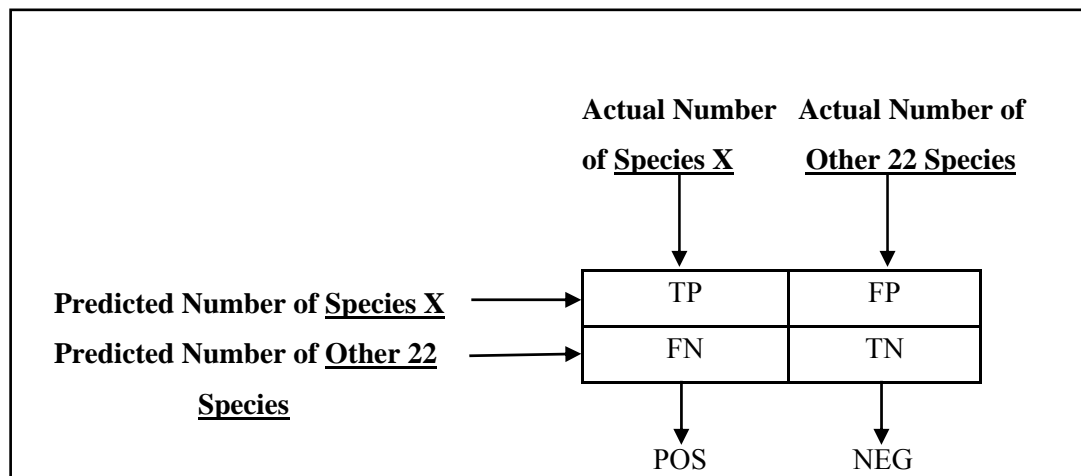 Actual Number Actual Number of
of Species X Other 22 Species
Predicted Number of Species X TP FP
Predicted Number of Other 22 FN TN
Species
POS NEG